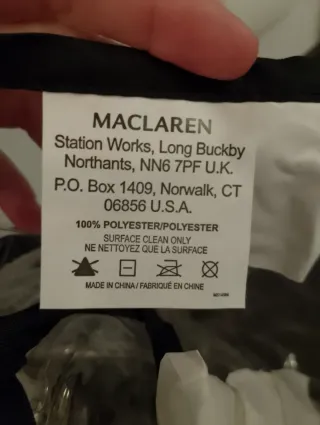 MACLAREN
Station Works, Long Buckby
Northants, NN6 7PF U.K.
P.O. Box 1409, Norwalk, CT
06856 U.S.A.
100% POLYESTER/POLYESTER
SURFACE CLEAN ONLY
NE NETTOYEZ QUE LA SURFACE
MADE IN CHINA / FABRIQUÉ EN CHINE